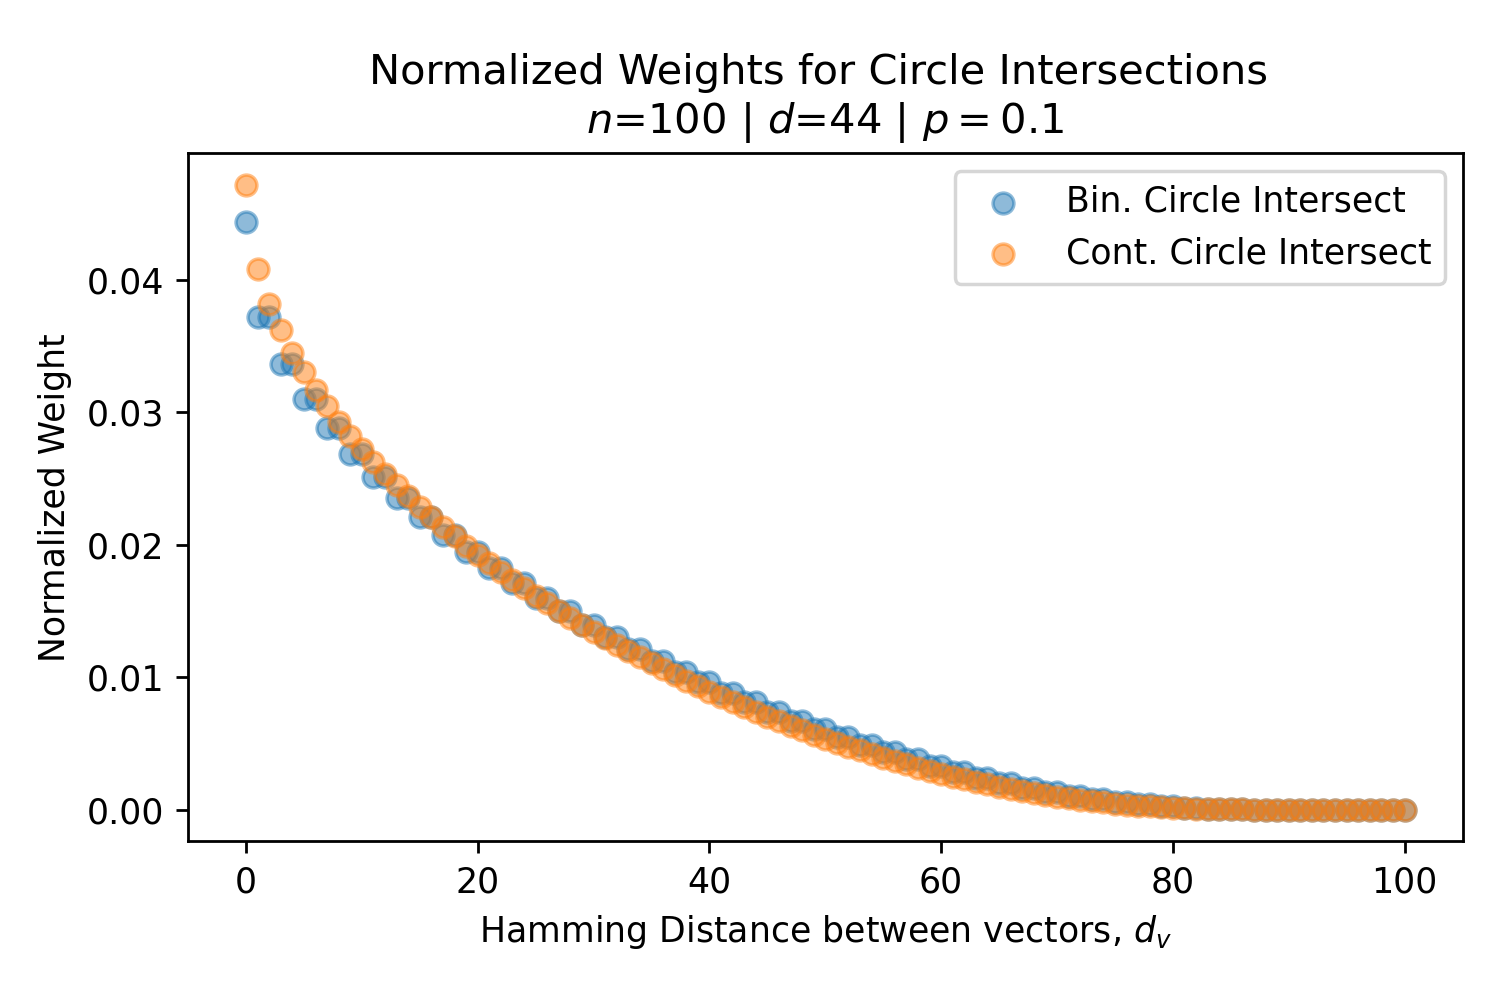 Normalized Weights for Circle Intersections
n=100 | d=44 | p = 0.1
Bin. Circle Intersect
Cont. Circle Intersect
Normalized Weight
0.04
0.03
0.02
0.01
0.00
0 20 40 60 80 100
Hamming Distance between vectors, d_v